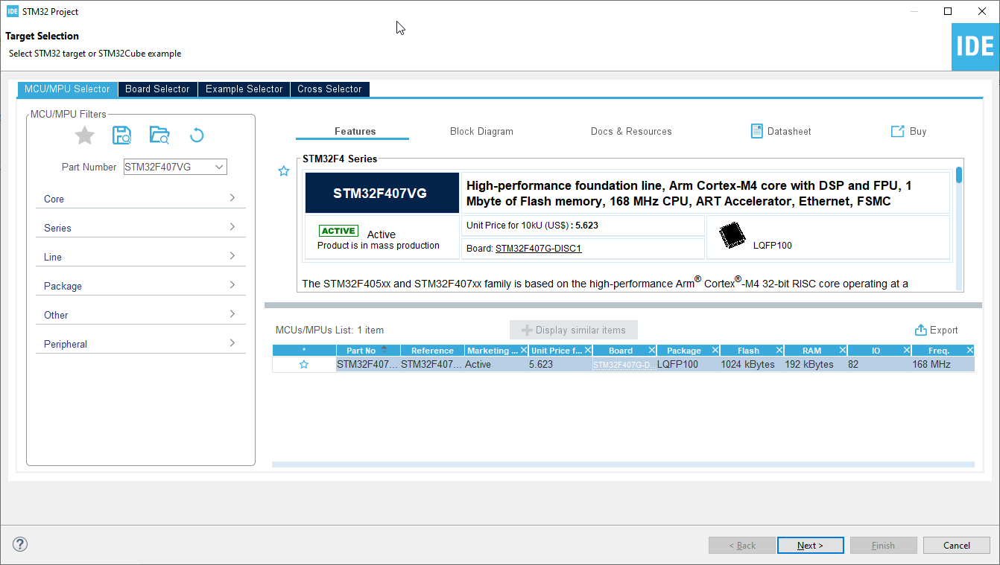 IDE STM32 Project
Target Selection
Select STM32 target or STM32Cube example
IDE
MCU/MPU Selector Board Selector Example Selector Cross Selector
MCU/MPU Filters
Part Number STM32F407VG
Core
Series
Line
Package
Other
Peripheral
Features Block Diagram Docs & Resources Datasheet Buy
STM32F4 Series
STM32F407VG
High-performance foundation line, Arm Cortex-M4 core with DSP and FPU, 1
Mbyte of Flash memory, 168 MHz CPU, ART Accelerator, Ethernet, FSMC
ACTIVE Active
Product is in mass production
Unit Price for 10kU (US$) : 5.623
Board: STM32F407G-DISC1
LQFP100
The STM32F405xx and STM32F407xx family is based on the high-performance Arm® Cortex®-M4 32-bit RISC core operating at a
MCUs/MPUs List: 1 item
Display similar items
Export
* Part No Reference Marketing ... Unit Price f... Board Package Flash RAM IO Freq.
STM32F407... STM32F407... Active 5.623 STM32F407G-D... LQFP100 1024 kBytes 192 kBytes 82 168 MHz
?
< Back Next > Finish Cancel